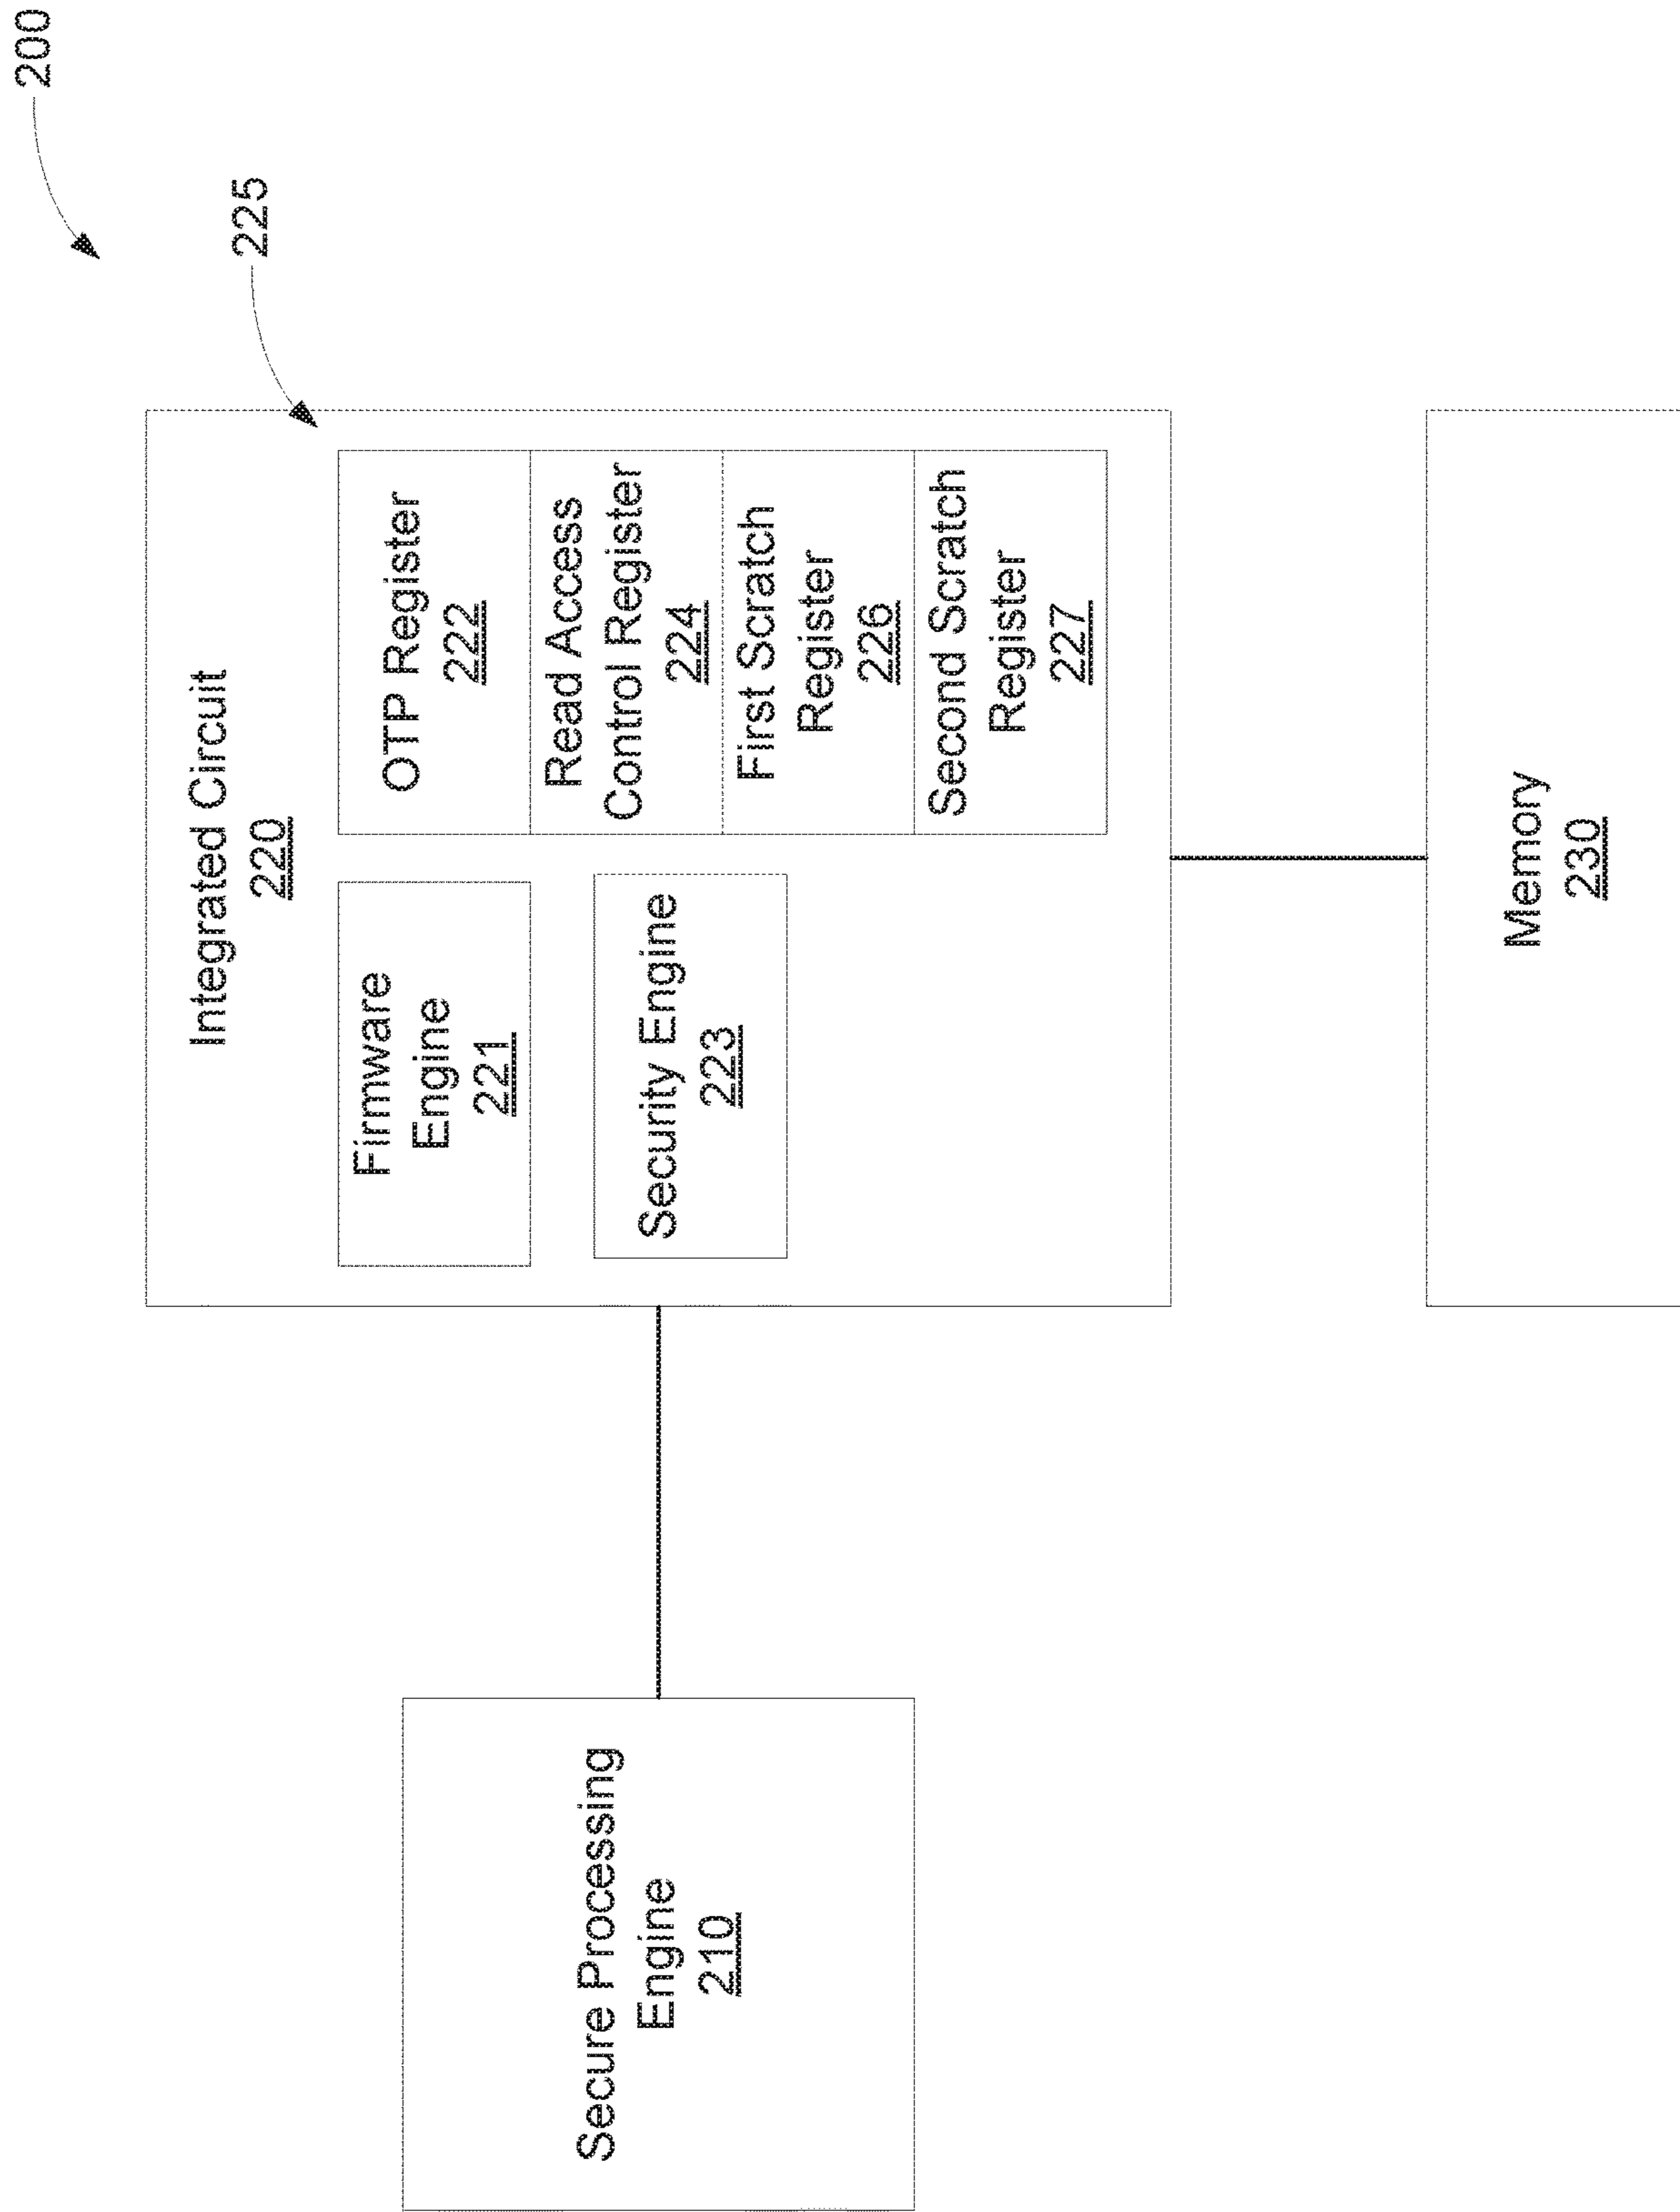 200
225
Integrated Circuit
220
Firmware
Engine
221
Security Engine
223
OTP Register
222
Read Access
Control Register
224
First Scratch
Register
226
Second Scratch
Register
227
Secure Processing
Engine
210
Memory
230